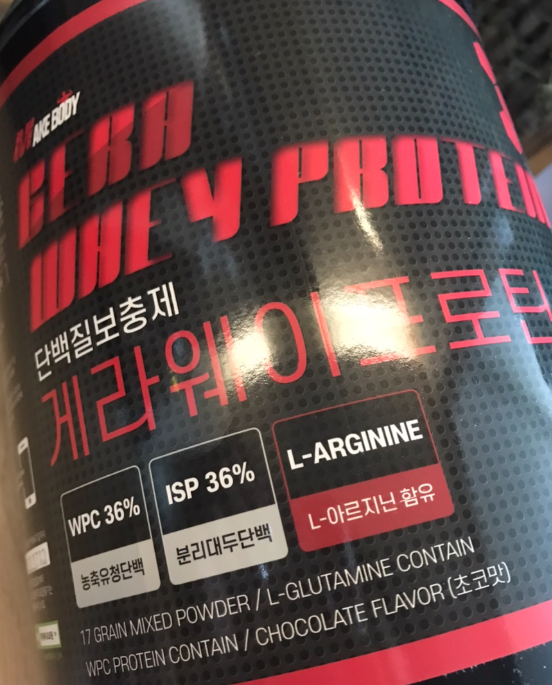 MAKE BODY
GERA
WHEY PROTEIN
단백질보충제
게라웨이프로틴
WPC 36%
농축유청단백
ISP 36%
분리대두단백
L-ARGININE
L-아르지닌 함유
17 GRAIN MIXED POWDER / L-GLUTAMINE CONTAIN
WPC PROTEIN CONTAIN / CHOCOLATE FLAVOR (초코맛)